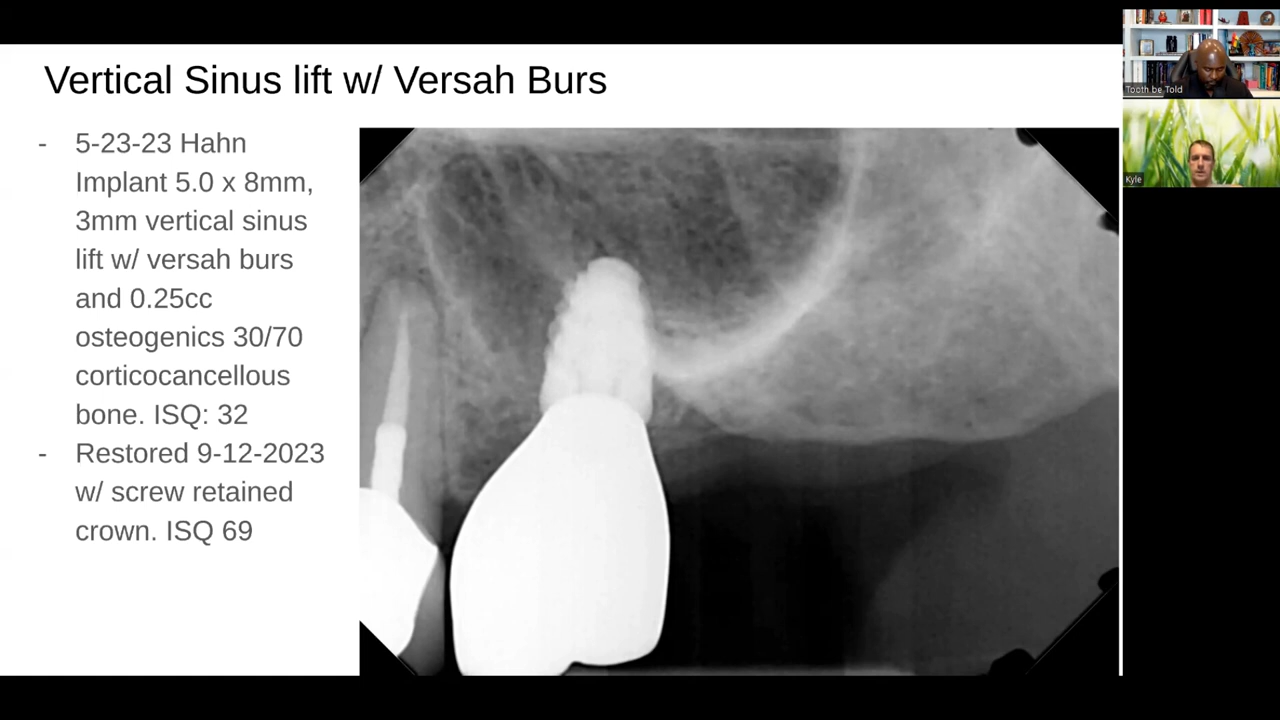 Vertical Sinus lift w/ Versah Burs
- 5-23-23 Hahn
Implant 5.0 x 8mm,
3mm vertical sinus
lift w/ versah burs
and 0.25cc
osteogenics 30/70
corticocancellous
bone. ISQ: 32
- Restored 9-12-2023
w/ screw retained
crown. ISQ 69
Tooth be Told
Kyle